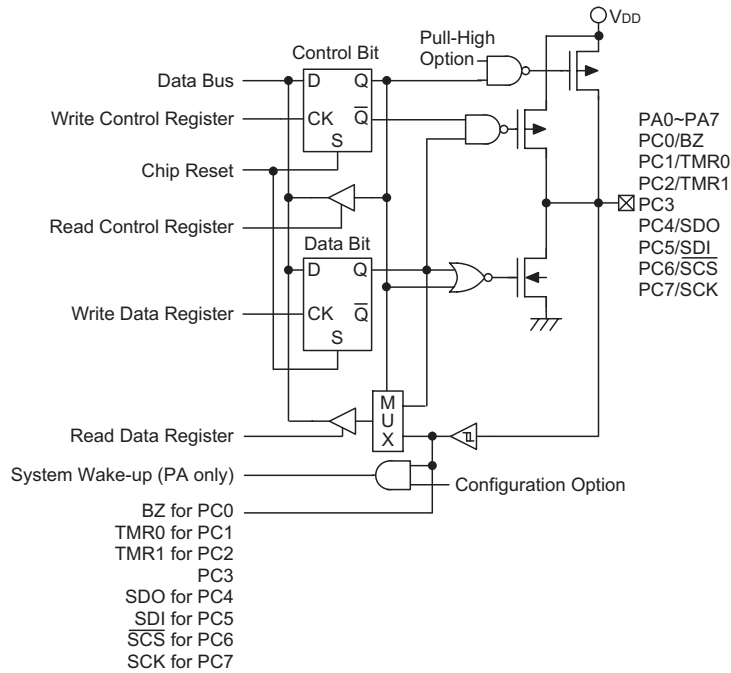 VDD
Pull-High
Option
Control Bit
Data Bus
D
Q
Write Control Register
CK
Q̅
S
Chip Reset
Read Control Register
Data Bit
D
Q
Write Data Register
CK
Q̅
S
PA0~PA7
PC0/BZ
PC1/TMR0
PC2/TMR1
PC3
PC4/SDO
PC5/SDI
PC6/S̅C̅S̅
PC7/SCK
M
U
X
Read Data Register
System Wake-up (PA only)
Configuration Option
BZ for PC0
TMR0 for PC1
TMR1 for PC2
PC3
SDO for PC4
SDI for PC5
S̅C̅S̅ for PC6
SCK for PC7